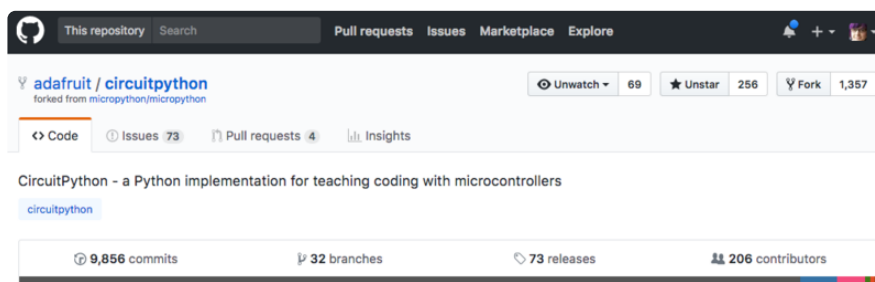 This repository Search Pull requests Issues Marketplace Explore
adafruit / circuitpython Unwatch 69 Unstar 256 Fork 1,357
forked from micropython/micropython
<> Code Issues 73 Pull requests 4 Insights
CircuitPython - a Python implementation for teaching coding with microcontrollers
circuitpython
9,856 commits 32 branches 73 releases 206 contributors